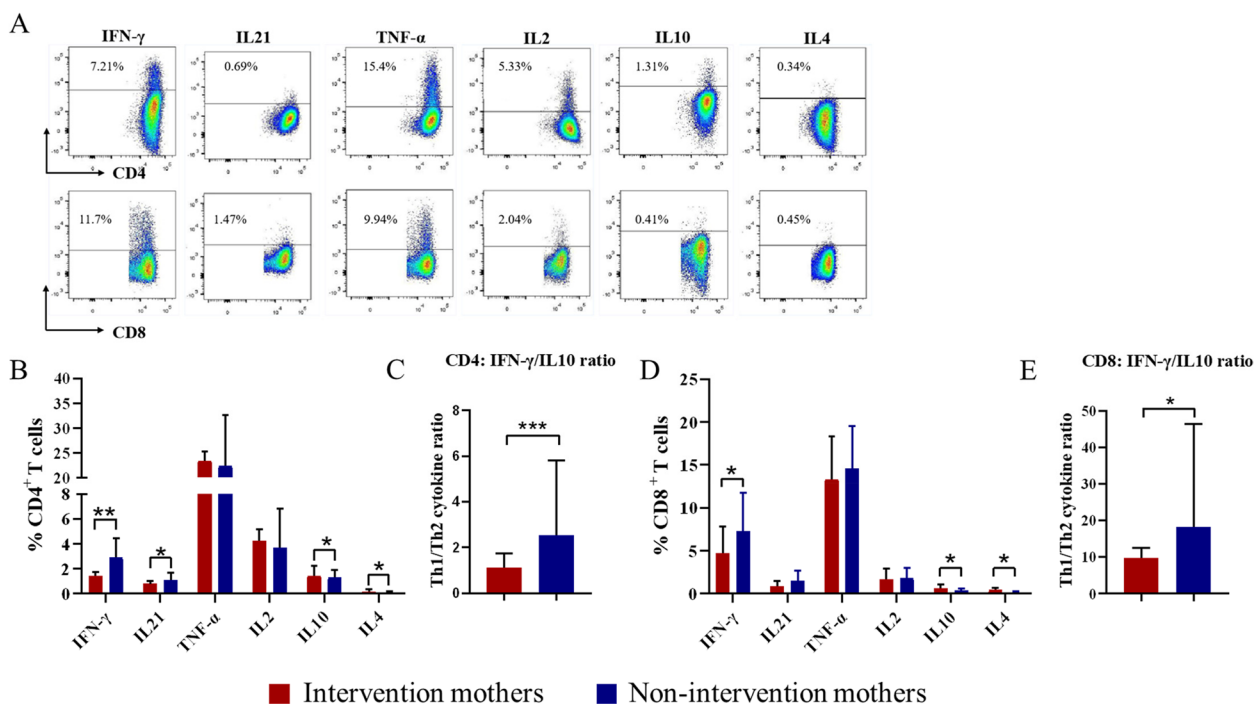 A
IFN-γ IL21 TNF-α IL2 IL10 IL4
7.21% 0.69% 15.4% 5.33% 1.31% 0.34%
CD4
11.7% 1.47% 9.94% 2.04% 0.41% 0.45%
CD8
B
% CD4+ T cells
40
35
30
25
20
8
6
4
2
0
** * * *
IFN-γ IL21 TNF-α IL2 IL10 IL4
C
CD4: IFN-γ/IL10 ratio
Th1/Th2 cytokine ratio
8
6
4
2
0
***
D
% CD8+ T cells
25
20
15
10
5
0
* * *
IFN-γ IL21 TNF-α IL2 IL10 IL4
E
CD8: IFN-γ/IL10 ratio
Th1/Th2 cytokine ratio
50
40
30
20
10
0
*
Intervention mothers Non-intervention mothers